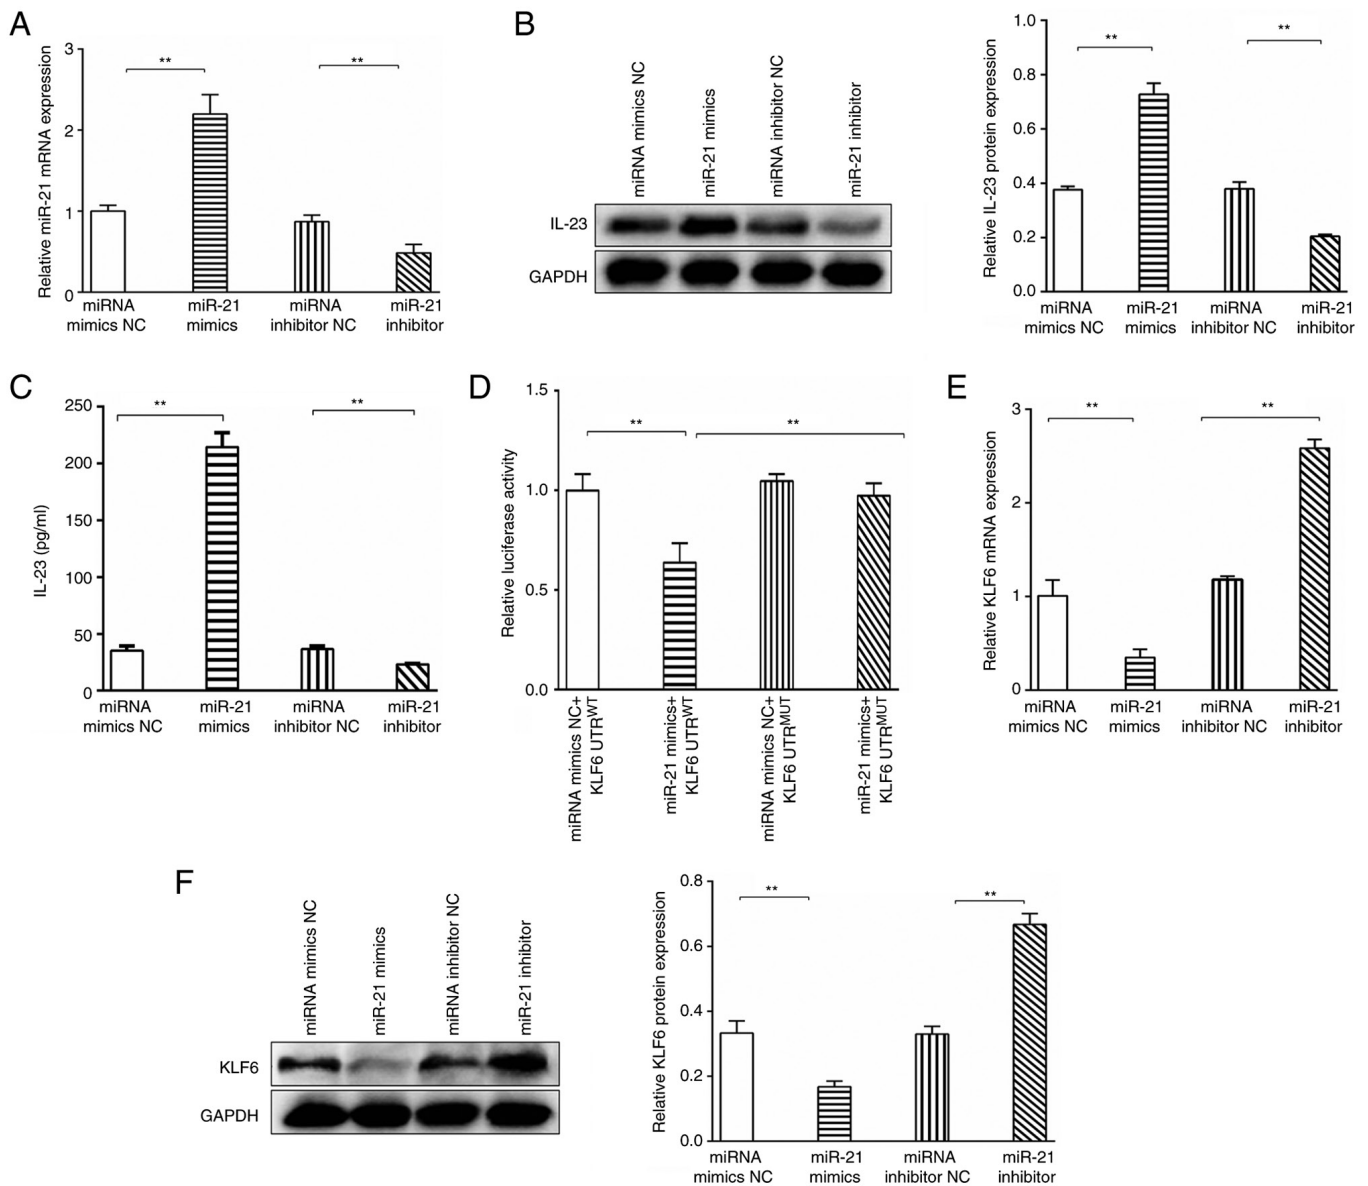 A
Relative miR-21 mRNA expression
3
2
1
0
**
**
miRNA
mimics NC
miR-21
mimics
miRNA
inhibitor NC
miR-21
inhibitor
B
miRNA mimics NC
miR-21 mimics
miRNA inhibitor NC
miR-21 inhibitor
IL-23
GAPDH
Relative IL-23 protein expression
1.0
0.8
0.6
0.4
0.2
0.0
**
**
miRNA
mimics NC
miR-21
mimics
miRNA
inhibitor NC
miR-21
inhibitor
C
IL-23 (pg/ml)
250
200
150
100
50
0
**
**
miRNA
mimics NC
miR-21
mimics
miRNA
inhibitor NC
miR-21
inhibitor
D
Relative luciferase activity
1.5
1.0
0.5
0.0
**
**
miRNA mimics NC+
KLF6 UTRWT
miR-21 mimics+
KLF6 UTRWT
miRNA mimics NC+
KLF6 UTRMUT
miR-21 mimics+
KLF6 UTRMUT
E
Relative KLF6 mRNA expression
3
2
1
0
**
**
miRNA
mimics NC
miR-21
mimics
miRNA
inhibitor NC
miR-21
inhibitor
F
miRNA mimics NC
miR-21 mimics
miRNA inhibitor NC
miR-21 inhibitor
KLF6
GAPDH
Relative KLF6 protein expression
0.8
0.6
0.4
0.2
0.0
**
**
miRNA
mimics NC
miR-21
mimics
miRNA
inhibitor NC
miR-21
inhibitor